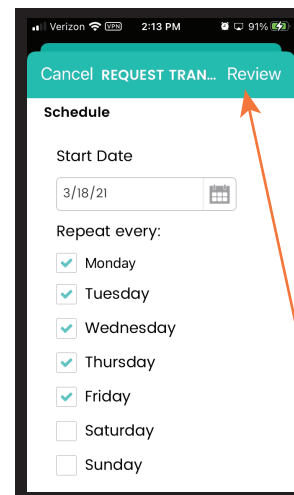 Verizon VPN 2:13 PM 91%
Cancel REQUEST TRAN... Review
Schedule
Start Date
3/18/21
Repeat every:
Monday
Tuesday
Wednesday
Thursday
Friday
Saturday
Sunday